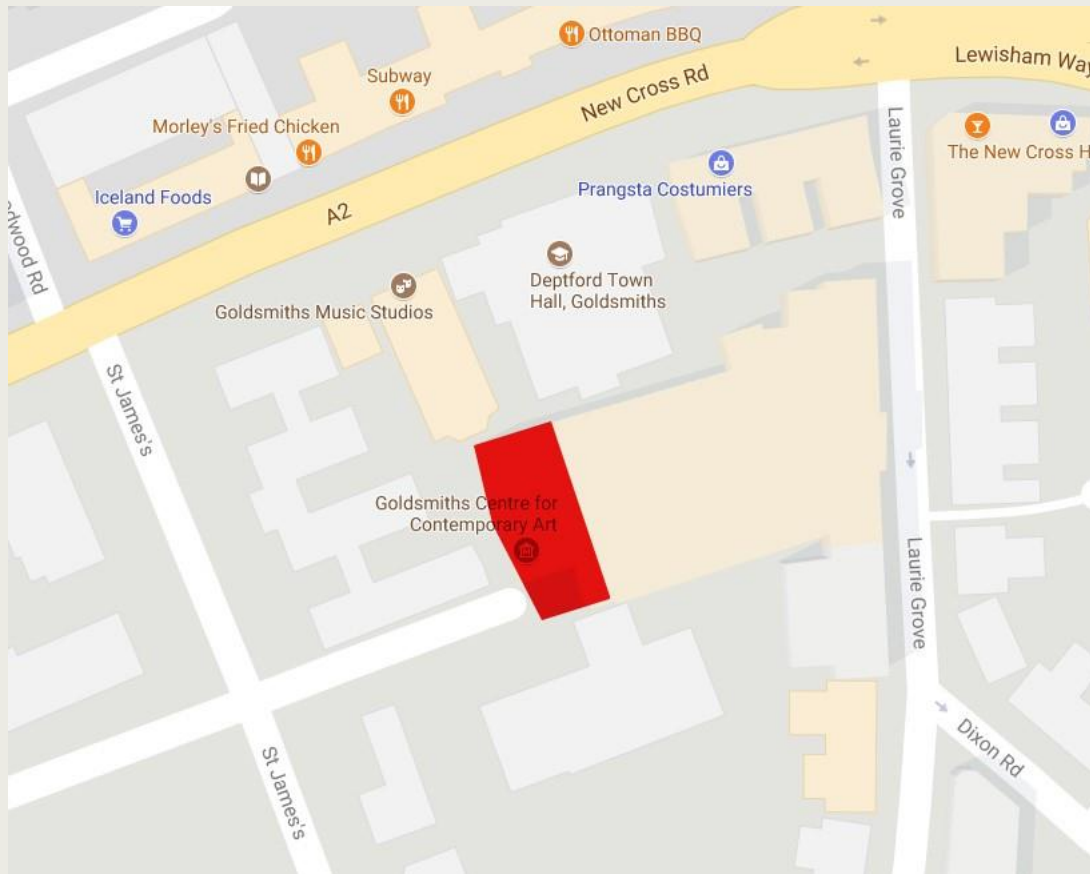 Ottoman BBQ
Lewisham Way
New Cross Rd
Subway
Morley's Fried Chicken
Laurie Grove
The New Cross H
Prangsta Costumiers
Iceland Foods
A2
dwood Rd
Deptford Town
Hall, Goldsmiths
Goldsmiths Music Studios
St James's
Goldsmiths Centre for
Contemporary Art
Laurie Grove
Dixon Rd
St James's